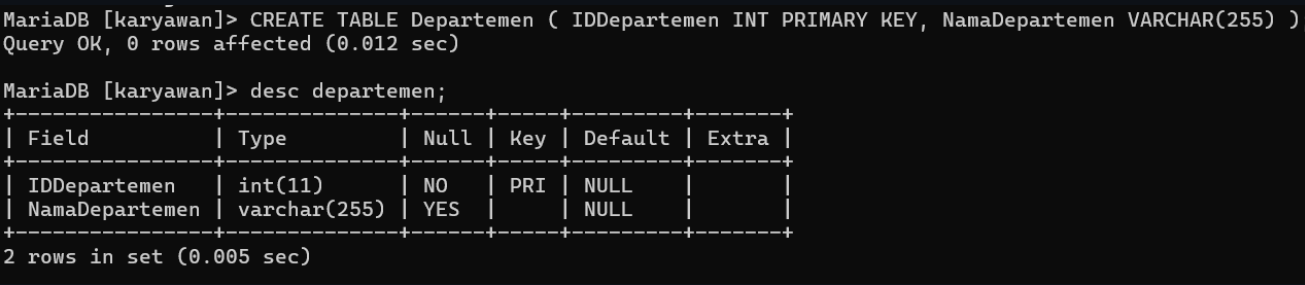 MariaDB [karyawan]> CREATE TABLE Departemen ( IDDepartemen INT PRIMARY KEY, NamaDepartemen VARCHAR(255) )
Query OK, 0 rows affected (0.012 sec)

MariaDB [karyawan]> desc departemen;
+----------------+--------------+------+-----+---------+-------+
| Field          | Type         | Null | Key | Default | Extra |
+----------------+--------------+------+-----+---------+-------+
| IDDepartemen   | int(11)      | NO   | PRI | NULL    |       |
| NamaDepartemen | varchar(255) | YES  |     | NULL    |       |
+----------------+--------------+------+-----+---------+-------+
2 rows in set (0.005 sec)